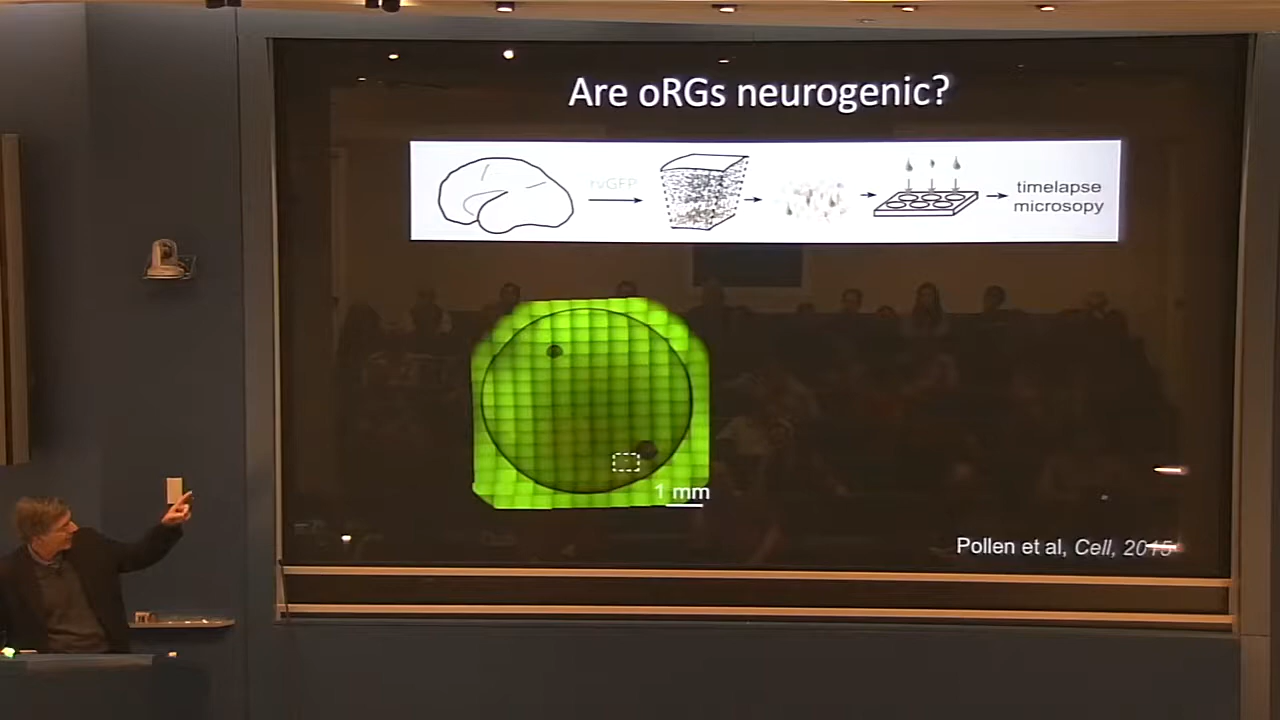 Are oRGs neurogenic?
rvGFP
timelapse
microsopy
1 mm
Pollen et al, Cell, 2015